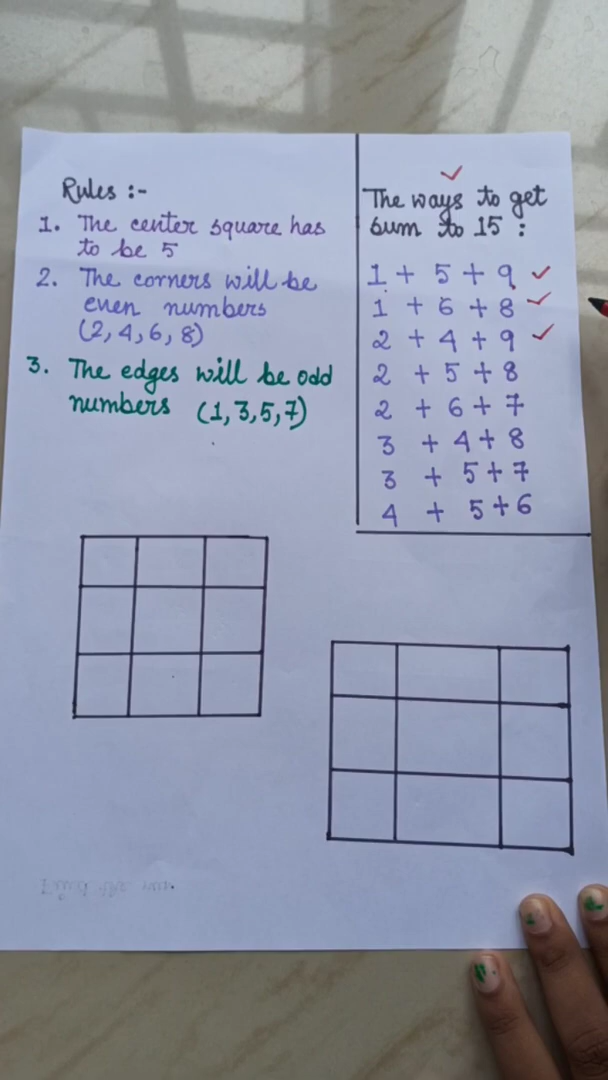 Rules :-
1. The center square has
to be 5
2. The corners will be
even numbers
(2, 4, 6, 8)
3. The edges will be odd
numbers (1, 3, 5, 7)
The ways to get
sum to 15 :
1 + 5 + 9
1 + 6 + 8
2 + 4 + 9
2 + 5 + 8
2 + 6 + 7
3 + 4 + 8
3 + 5 + 7
4 + 5 + 6